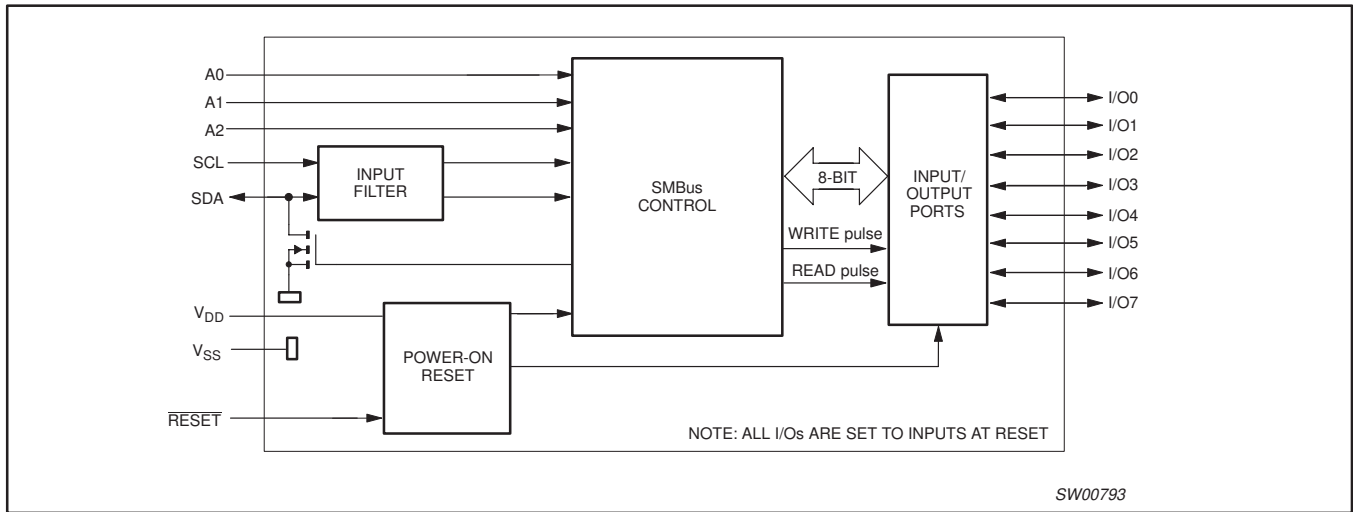 A0
A1
A2
SCL
SDA
VDD
VSS
RESET
INPUT
FILTER
POWER-ON
RESET
SMBus
CONTROL
8-BIT
WRITE pulse
READ pulse
INPUT/
OUTPUT
PORTS
I/O0
I/O1
I/O2
I/O3
I/O4
I/O5
I/O6
I/O7
NOTE: ALL I/Os ARE SET TO INPUTS AT RESET
SW00793